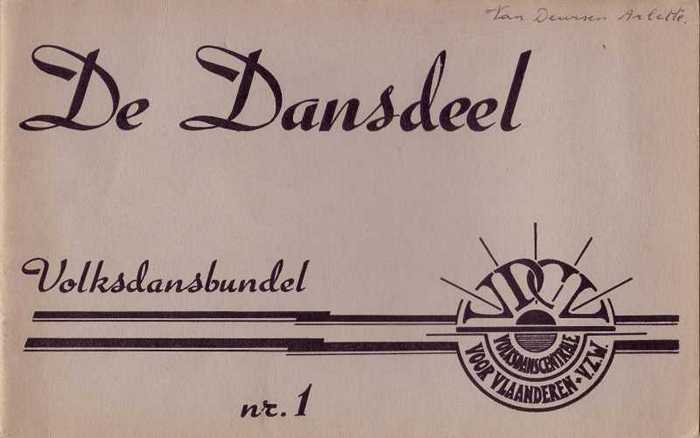 Van Deursen Arlette.
De Dansdeel
Volksdansbundel
VDCV
VOLKSDANSCENTRALE
VOOR VLAANDEREN • V.Z.W.
nr. 1